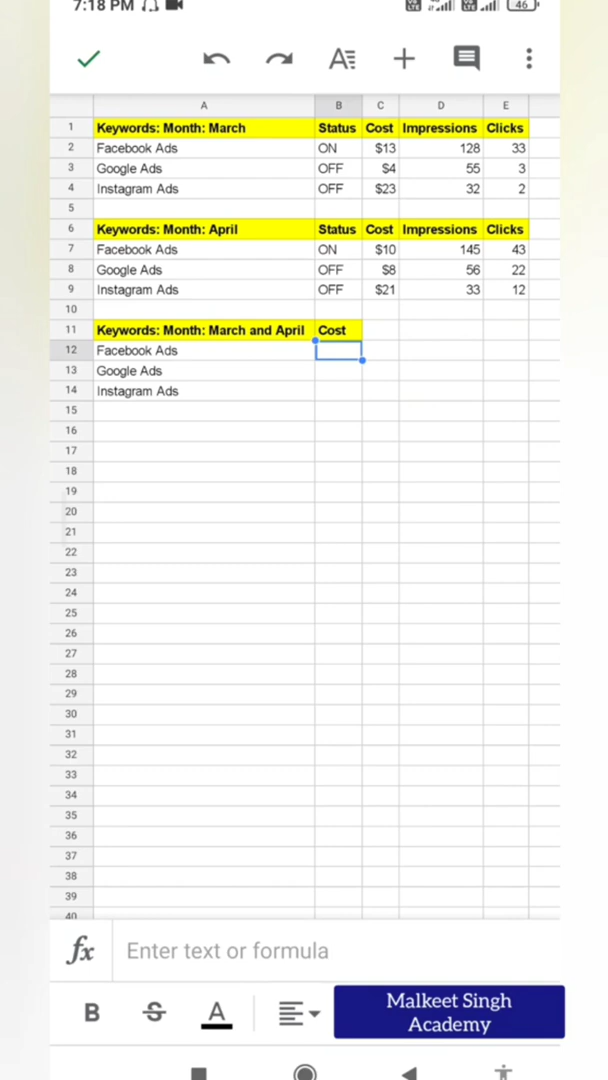 7:18 PM
46
A B C D E
1 Keywords: Month: March Status Cost Impressions Clicks
2 Facebook Ads ON $13 128 33
3 Google Ads OFF $4 55 3
4 Instagram Ads OFF $23 32 2
5
6 Keywords: Month: April Status Cost Impressions Clicks
7 Facebook Ads ON $10 145 43
8 Google Ads OFF $8 56 22
9 Instagram Ads OFF $21 33 12
10
11 Keywords: Month: March and April Cost
12 Facebook Ads
13 Google Ads
14 Instagram Ads
15
16
17
18
19
20
21
22
23
24
25
26
27
28
29
30
31
32
33
34
35
36
37
38
39
40
fx Enter text or formula
B S A
Malkeet Singh
Academy